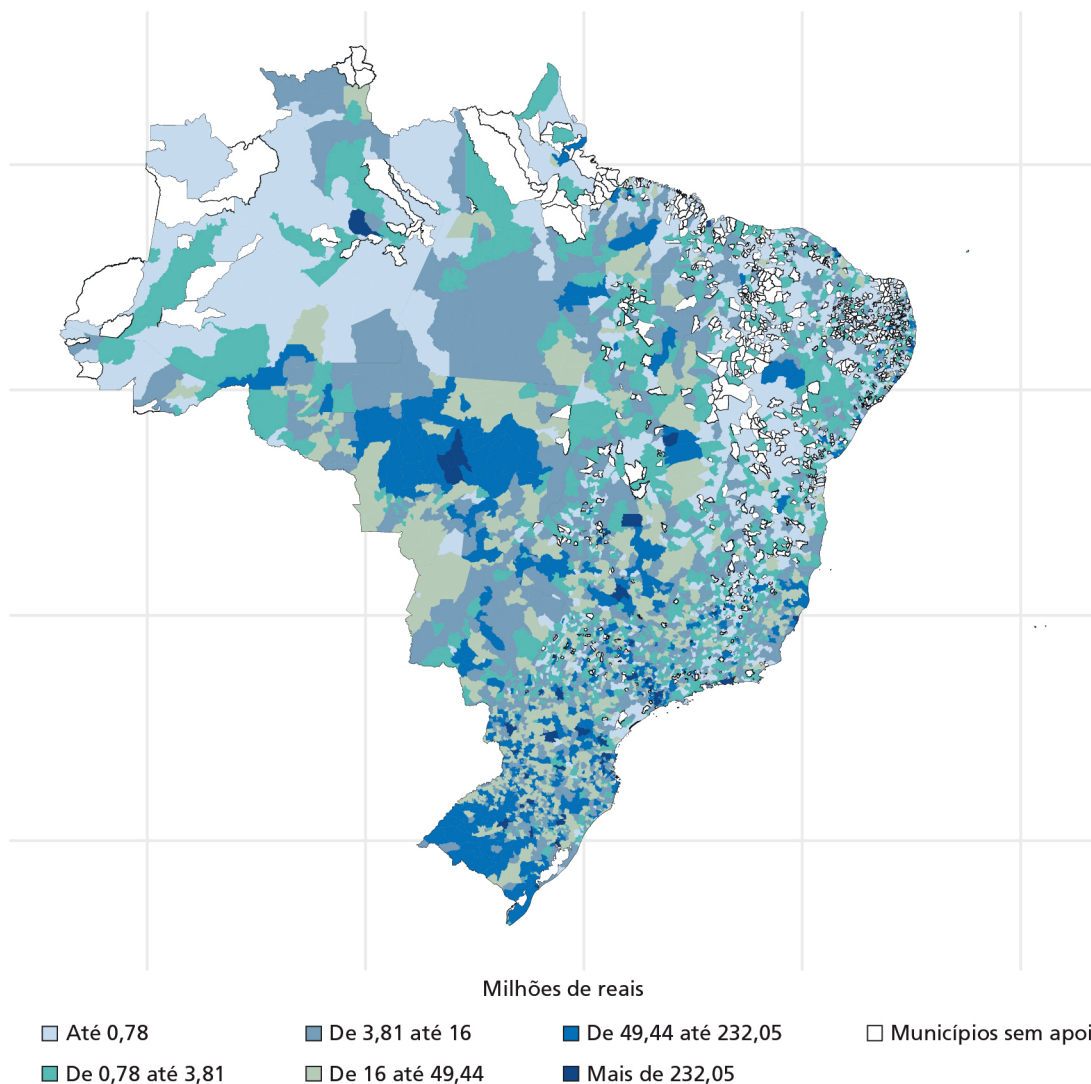 Milhões de reais
Até 0,78
De 3,81 até 16
De 49,44 até 232,05
Municípios sem apoi
De 0,78 até 3,81
De 16 até 49,44
Mais de 232,05